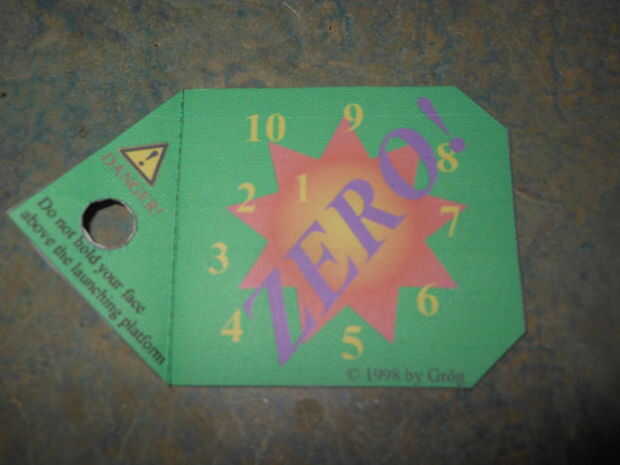 DANGER!
Do not hold your face
above the launching platform
10
9
8
7
6
5
4
3
2
1
ZERO!
© 1998 by Grög